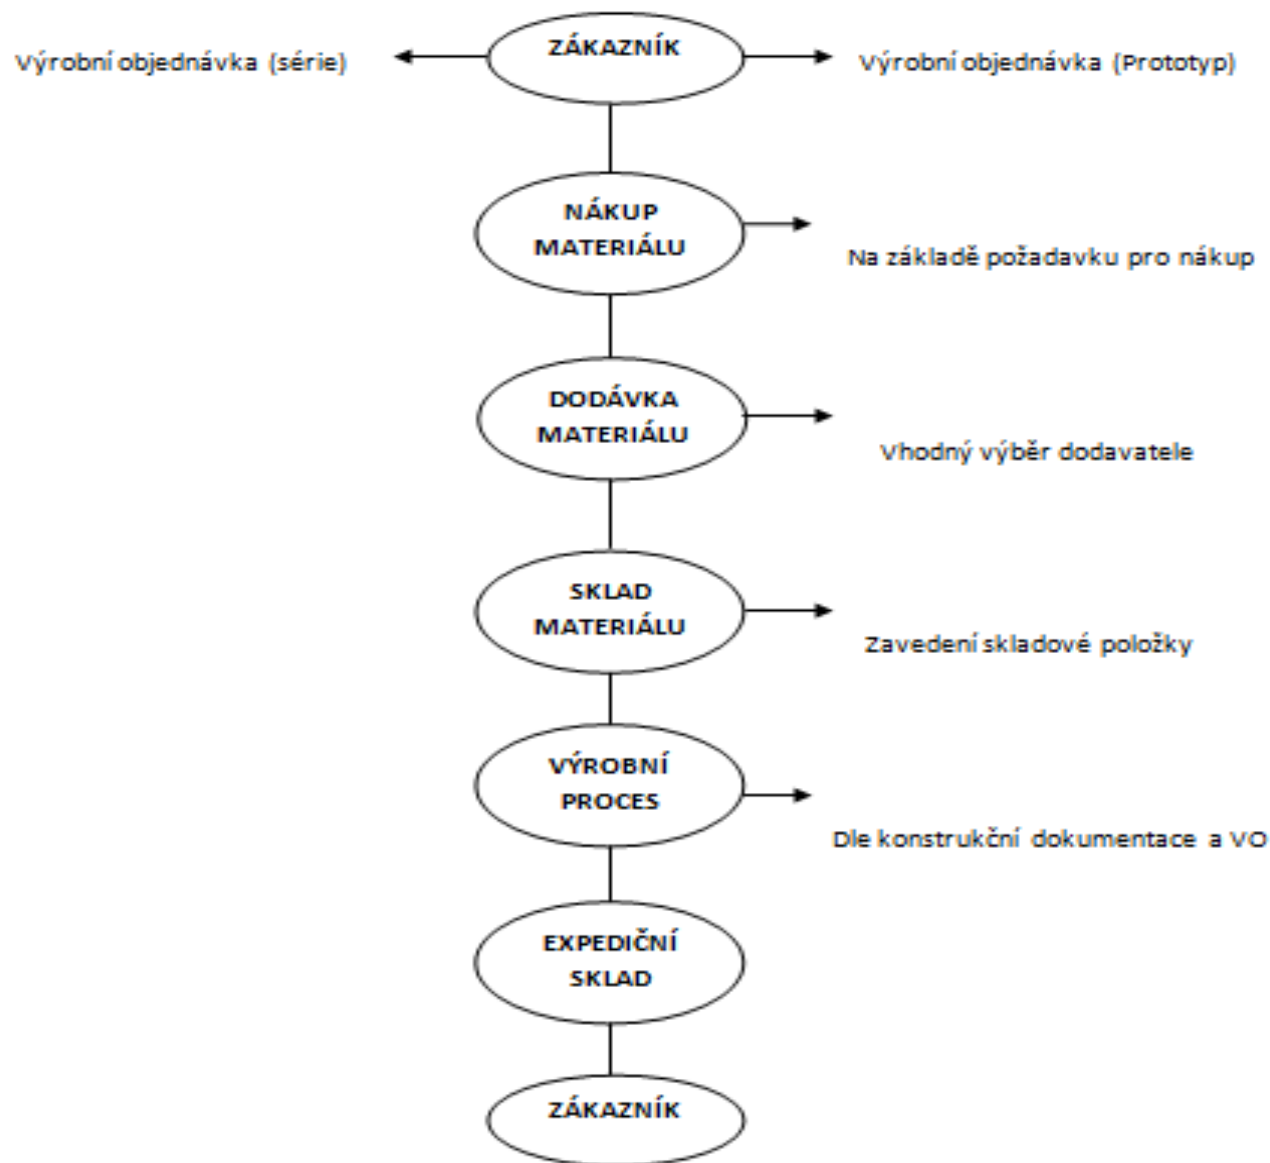 ZÁKAZNÍK
Výrobní objednávka (série)
Výrobní objednávka (Prototyp)
NÁKUP
MATERIÁLU
Na základě požadavku pro nákup
DODÁVKA
MATERIÁLU
Vhodný výběr dodavatele
SKLAD
MATERIÁLU
Zavedení skladové položky
VÝROBNÍ
PROCES
Dle konstrukční dokumentace a VO
EXPEDIČNÍ
SKLAD
ZÁKAZNÍK